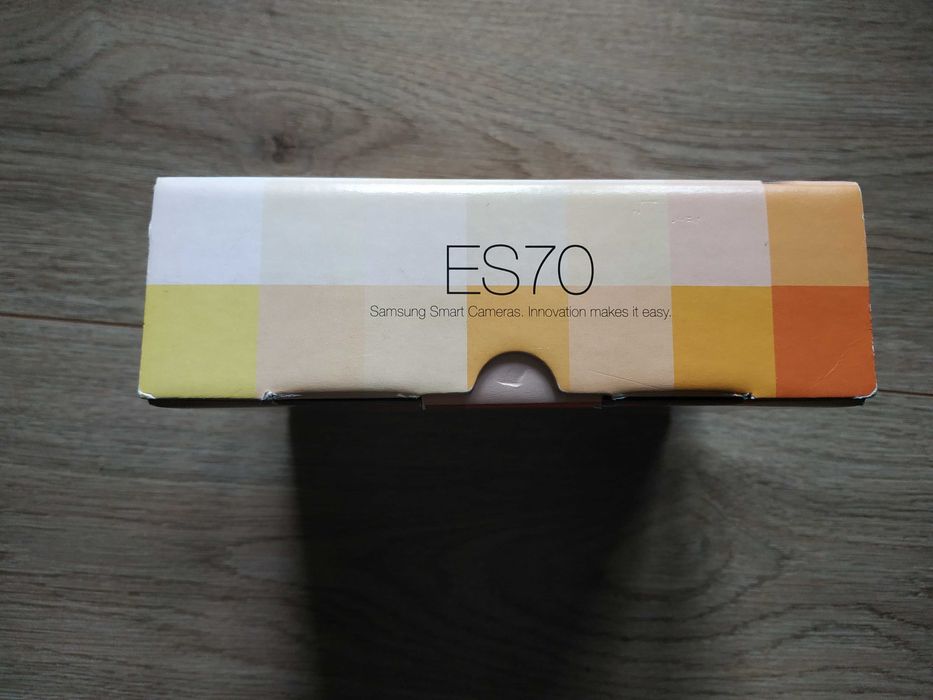 ES70
Samsung Smart Cameras. Innovation makes it easy.